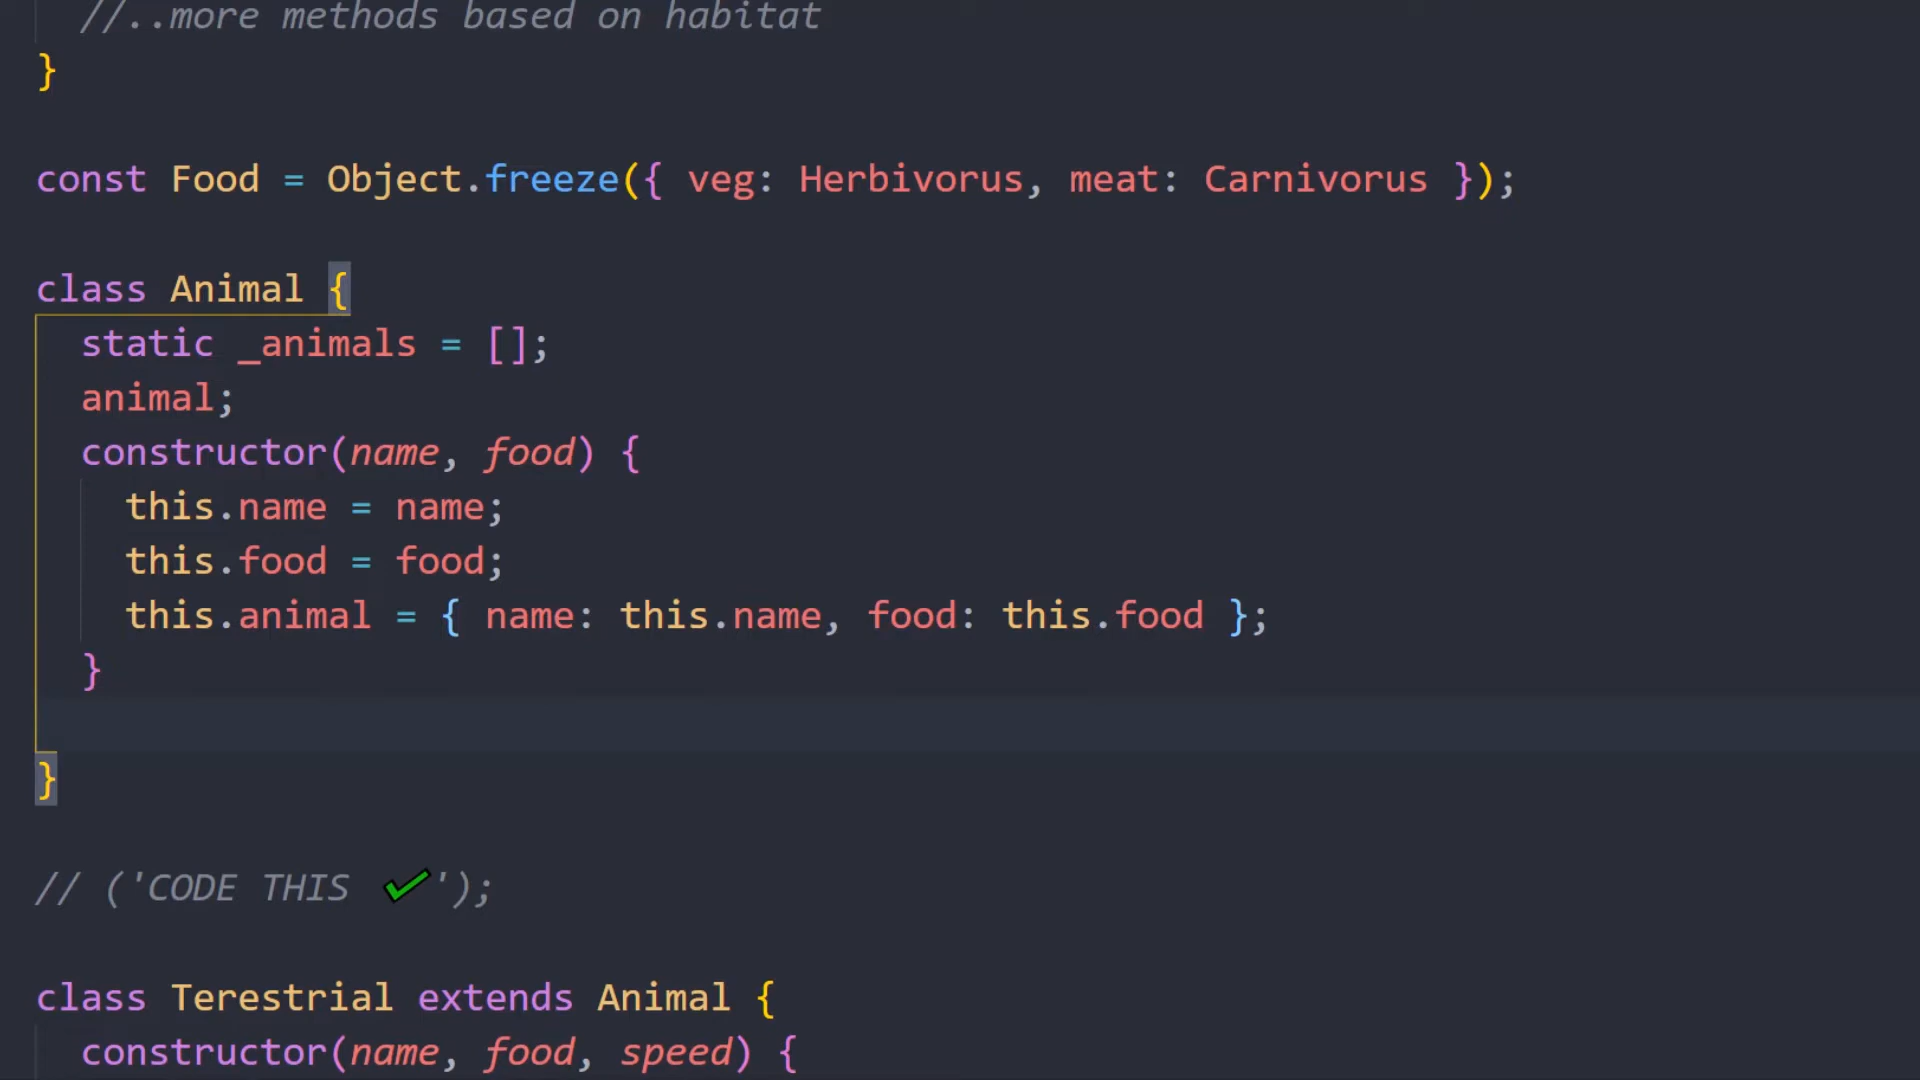 //..more methods based on habitat
}
const Food = Object.freeze({ veg: Herbivorus, meat: Carnivorus });
class Animal {
static _animals = [];
animal;
constructor(name, food) {
this.name = name;
this.food = food;
this.animal = { name: this.name, food: this.food };
}
}
// ('CODE THIS ✔');
class Terestrial extends Animal {
constructor(name, food, speed) {